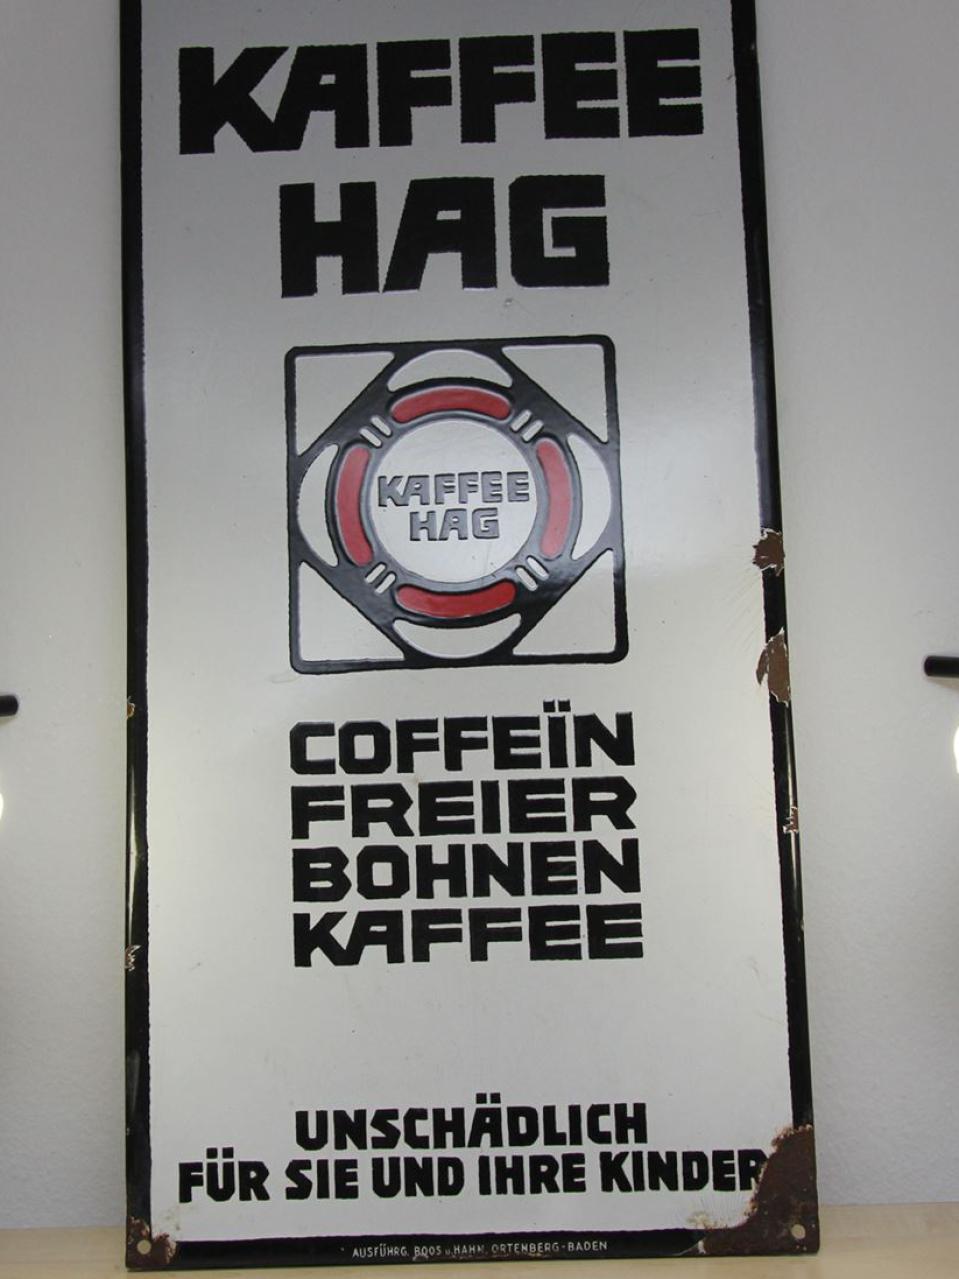 KAFFEE
HAG
KAFFEE
HAG
COFFEÏN
FREIER
BOHNEN
KAFFEE
UNSCHÄDLICH
FÜR SIE UND IHRE KINDER
AUSFÜHRG. BOOS u. HAHN. ORTENBERG-BADEN